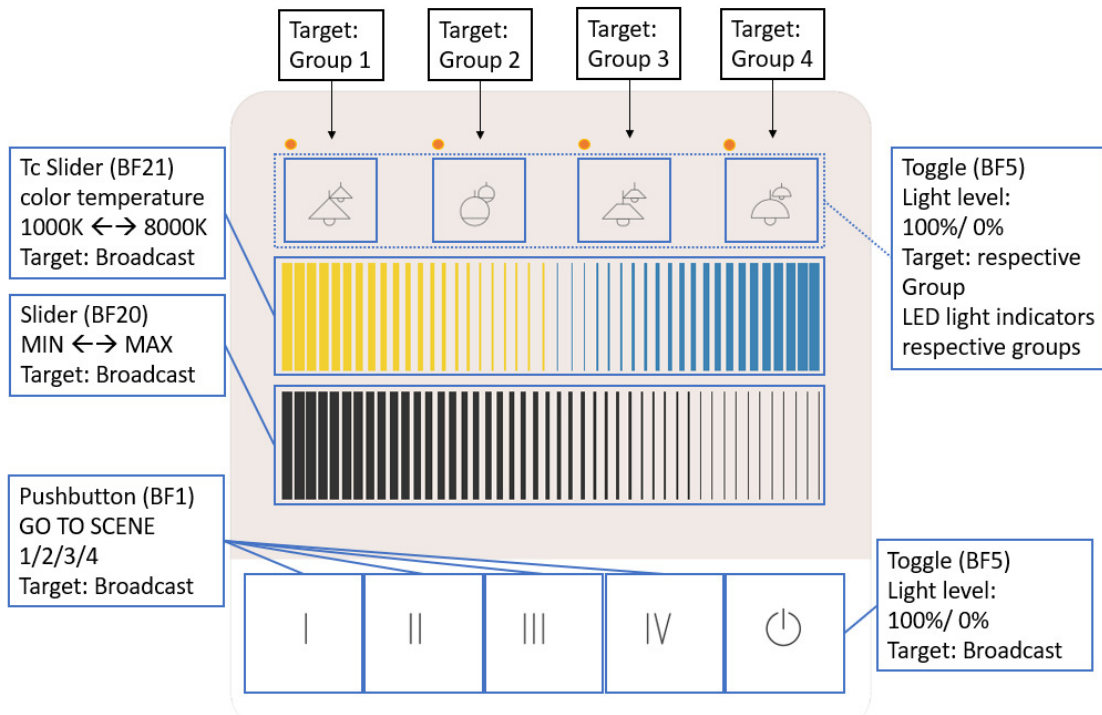 Target:
Group 1
Target:
Group 2
Target:
Group 3
Target:
Group 4
Tc Slider (BF21)
color temperature
1000K ←→ 8000K
Target: Broadcast
Slider (BF20)
MIN ←→ MAX
Target: Broadcast
Pushbutton (BF1)
GO TO SCENE
1/2/3/4
Target: Broadcast
Toggle (BF5)
Light level:
100%/ 0%
Target: respective
Group
LED light indicators
respective groups
Toggle (BF5)
Light level:
100%/ 0%
Target: Broadcast
I II III IV